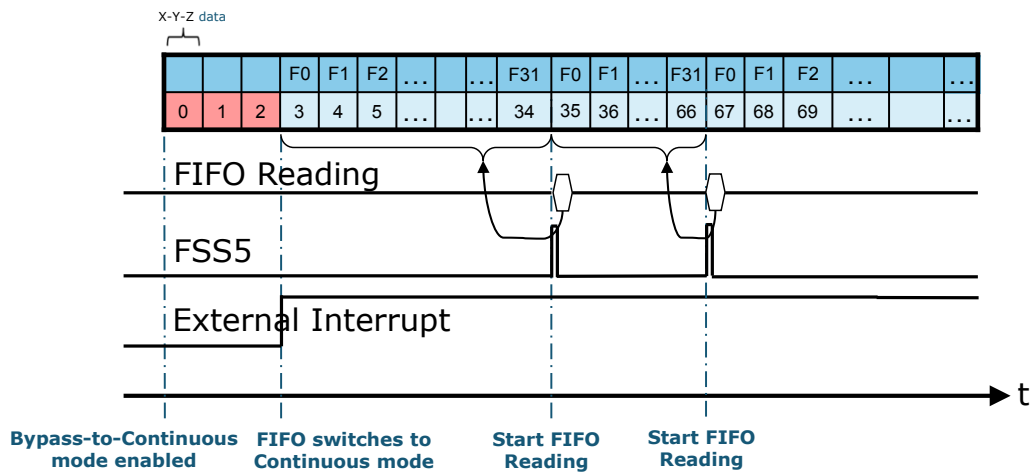 X-Y-Z data
F0 F1 F2 ... ... F31 F0 F1 ... F31 F0 F1 F2 ... ...
0 1 2 3 4 5 ... ... 34 35 36 ... 66 67 68 69 ... ...
FIFO Reading
FSS5
External Interrupt
t
Bypass-to-Continuous
mode enabled
FIFO switches to
Continuous mode
Start FIFO
Reading
Start FIFO
Reading